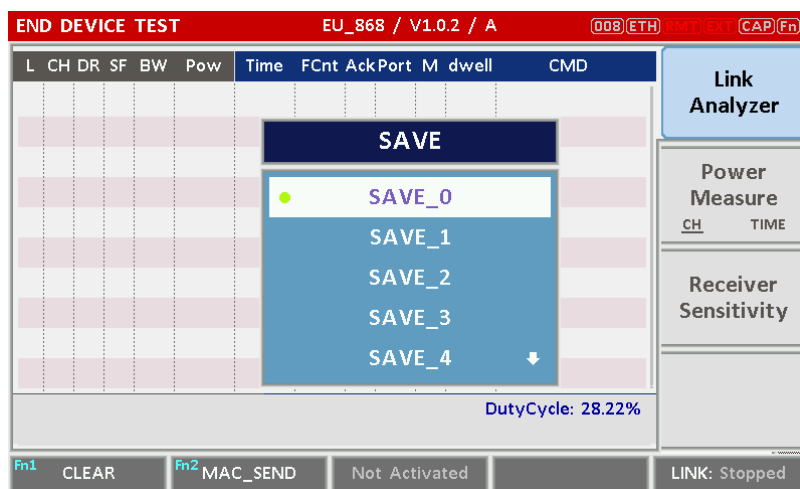 END DEVICE TEST EU_868 / V1.0.2 / A 008 ETH RMT EXT CAP Fn
L CH DR SF BW Pow Time FCnt Ack Port M dwell CMD
Link
Analyzer
SAVE
SAVE_0
SAVE_1
SAVE_2
SAVE_3
SAVE_4
Power
Measure
CH TIME
Receiver
Sensitivity
DutyCycle: 28.22%
Fn1 CLEAR Fn2 MAC_SEND Not Activated LINK: Stopped